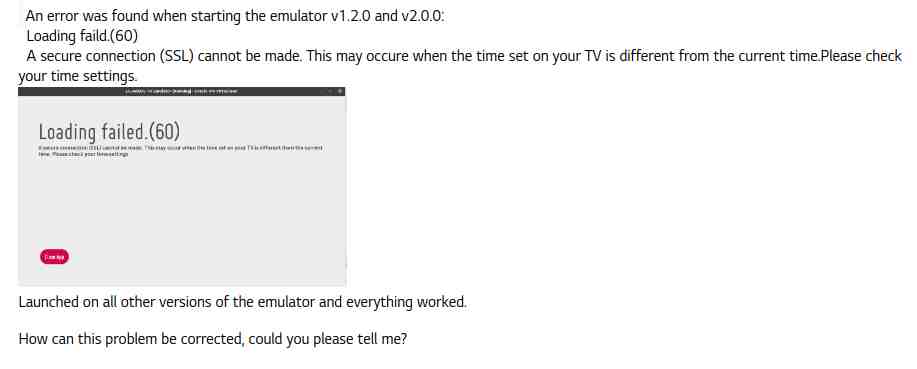 An error was found when starting the emulator v1.2.0 and v2.0.0:
Loading faild.(60)
A secure connection (SSL) cannot be made. This may occure when the time set on your TV is different from the current time.Please check
your time settings.
Loading failed.(60)
A secure connection (SSL) cannot be made. This may occur when the time set on your TV is different from the current
time. Please check your time settings
Launched on all other versions of the emulator and everything worked.
How can this problem be corrected, could you please tell me?